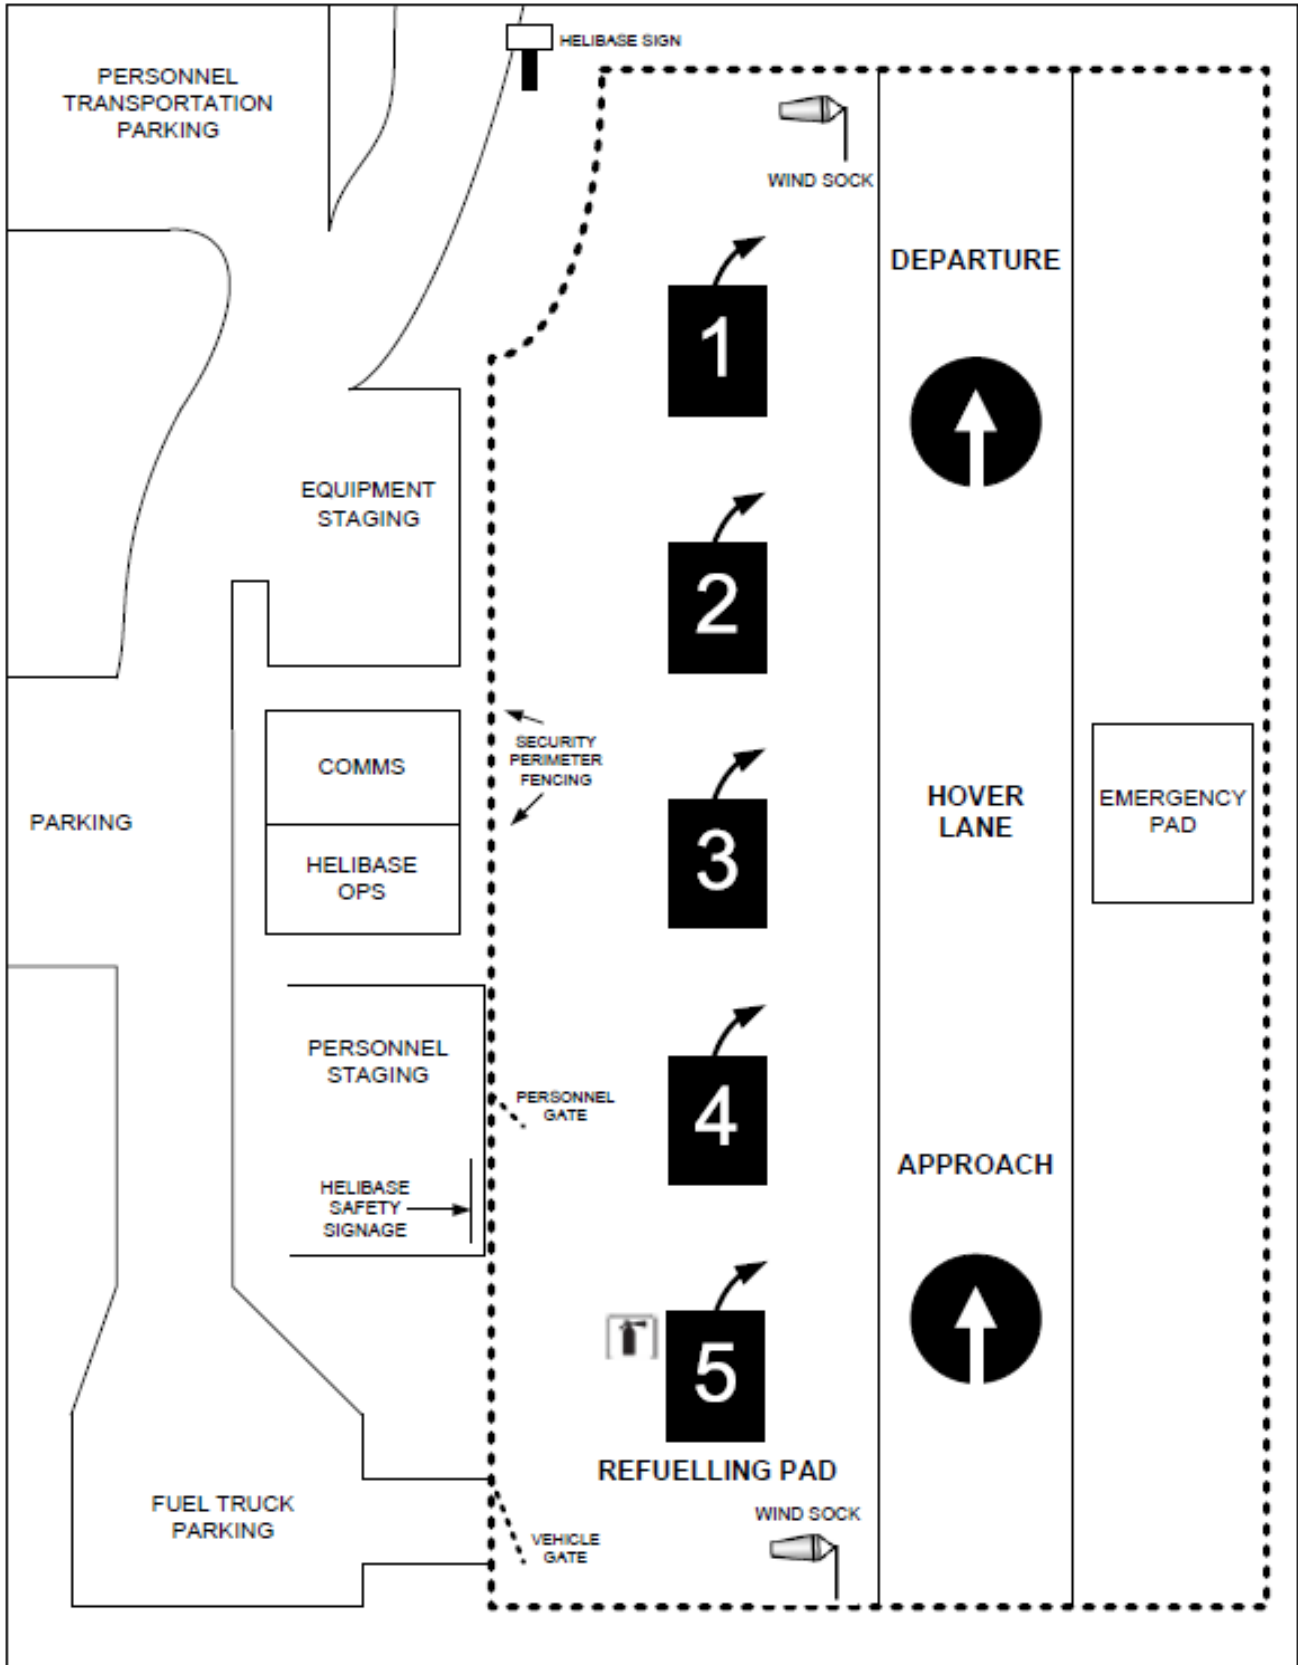 HELIBASE SIGN
PERSONNEL
TRANSPORTATION
PARKING
WIND SOCK
DEPARTURE
1
EQUIPMENT
STAGING
2
SECURITY
PERIMETER
FENCING
COMMS
PARKING
HELIBASE
OPS
3
HOVER
LANE
EMERGENCY
PAD
PERSONNEL
STAGING
PERSONNEL
GATE
4
APPROACH
HELIBASE
SAFETY
SIGNAGE
5
REFUELLING PAD
FUEL TRUCK
PARKING
WIND SOCK
VEHICLE
GATE